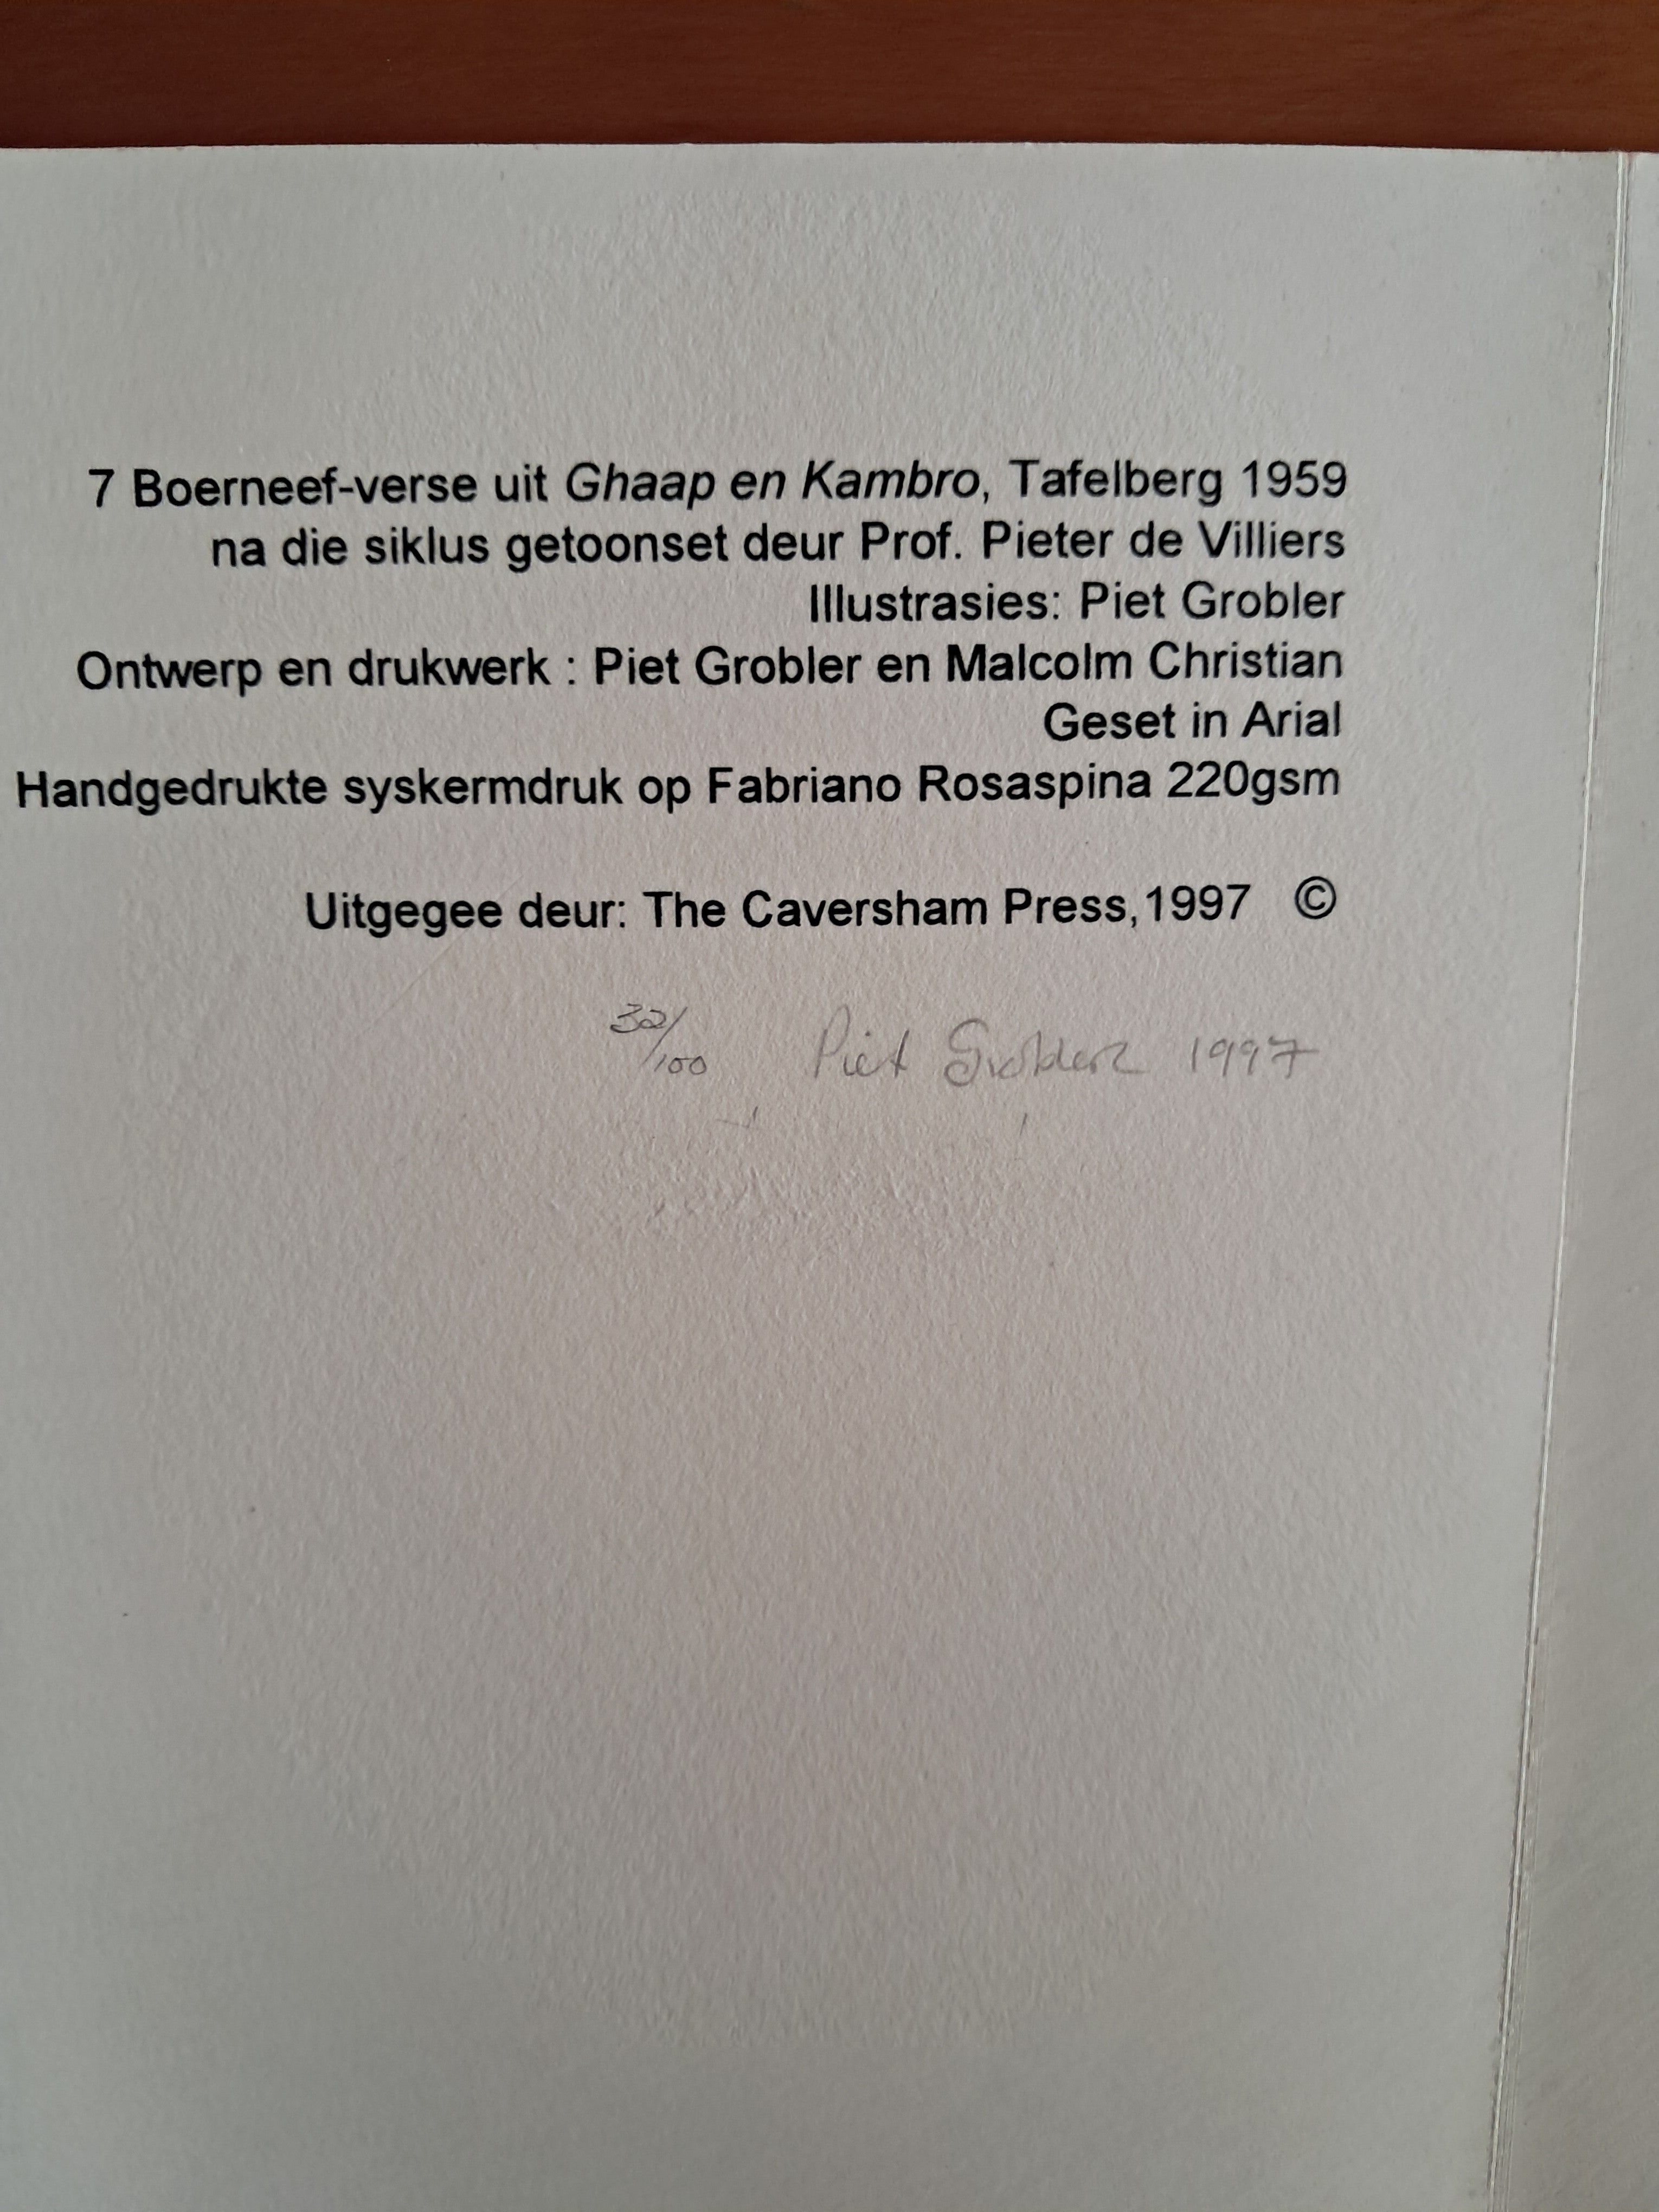 7 Boerneef-verse uit Ghaap en Kambro, Tafelberg 1959
na die siklus getoonset deur Prof. Pieter de Villiers
Illustrasies: Piet Grobler
Ontwerp en drukwerk : Piet Grobler en Malcolm Christian
Geset in Arial
Handgedrukte syskermdruk op Fabriano Rosaspina 220gsm
Uitgegee deur: The Caversham Press,1997 ©
32/100 Piet Grobler 1997